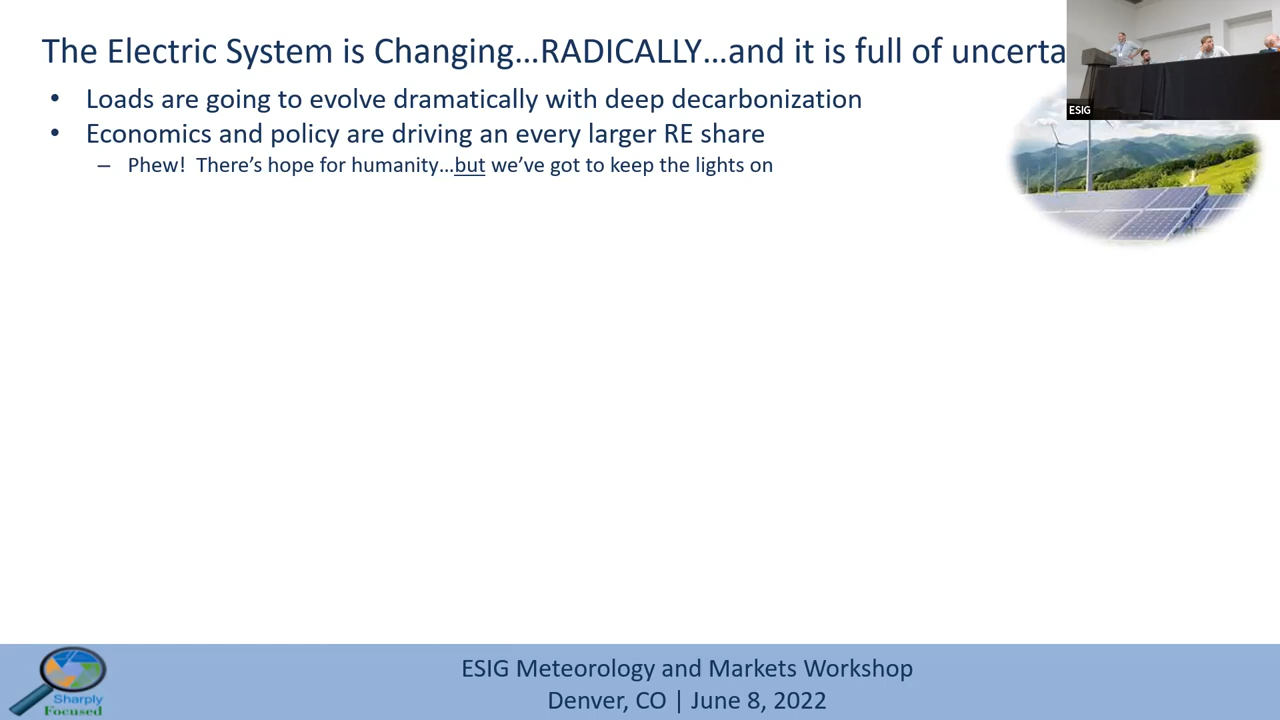 The Electric System is Changing...RADICALLY...and it is full of uncerta
ESIG
• Loads are going to evolve dramatically with deep decarbonization
• Economics and policy are driving an every larger RE share
– Phew! There's hope for humanity...but we've got to keep the lights on
Sharply
Focused
ESIG Meteorology and Markets Workshop
Denver, CO | June 8, 2022